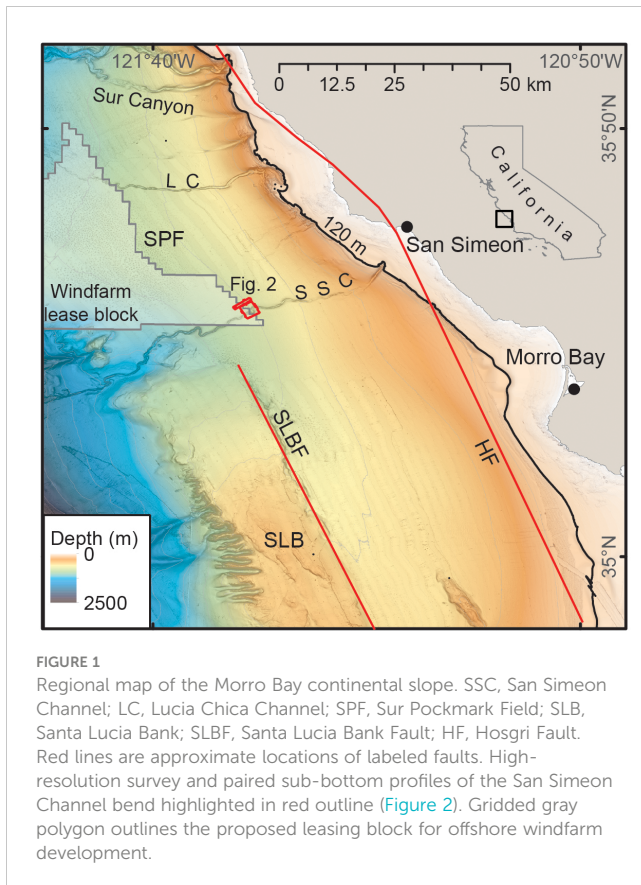 121°40'W
120°50'W
0 12.5 25 50 km
Sur Canyon
35°50'N
California
L C
120 m
SPF
San Simeon
Fig. 2
S S C
Windfarm
lease block
Morro Bay
SLBF
HF
Depth (m)
0
2500
SLB
35°N
FIGURE 1
Regional map of the Morro Bay continental slope. SSC, San Simeon
Channel; LC, Lucia Chica Channel; SPF, Sur Pockmark Field; SLB,
Santa Lucia Bank; SLBF, Santa Lucia Bank Fault; HF, Hosgri Fault.
Red lines are approximate locations of labeled faults. High-
resolution survey and paired sub-bottom profiles of the San Simeon
Channel bend highlighted in red outline (Figure 2). Gridded gray
polygon outlines the proposed leasing block for offshore windfarm
development.